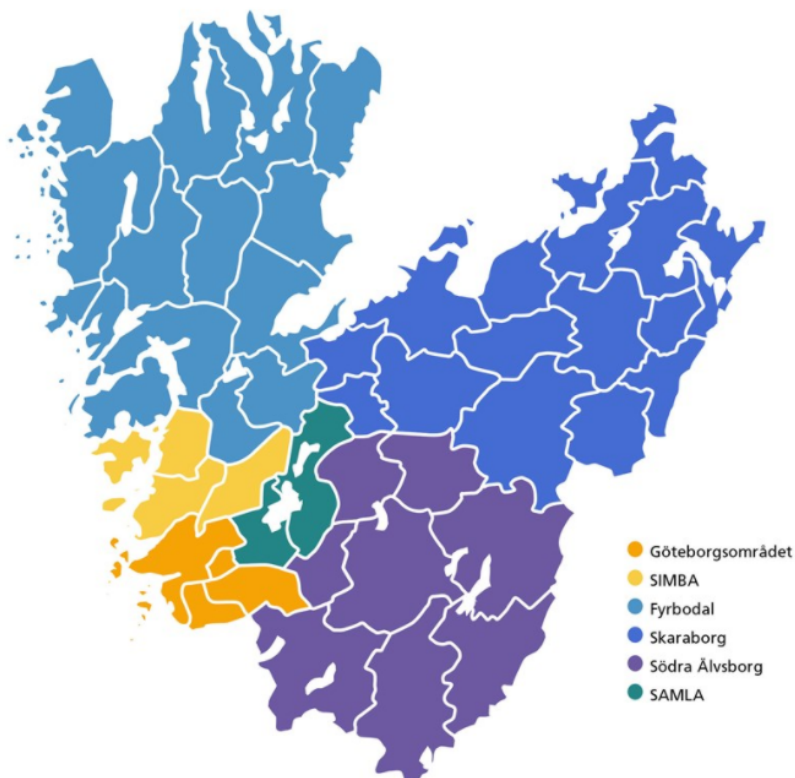 Göteborgsområdet
SIMBA
Fyrbodal
Skaraborg
Södra Älvsborg
SAMLA